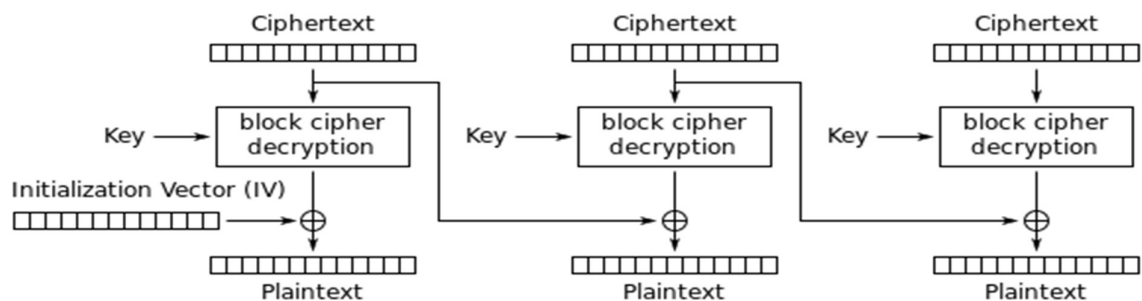 Ciphertext
Ciphertext
Ciphertext
Key
block cipher
decryption
Key
block cipher
decryption
Key
block cipher
decryption
Initialization Vector (IV)
Plaintext
Plaintext
Plaintext